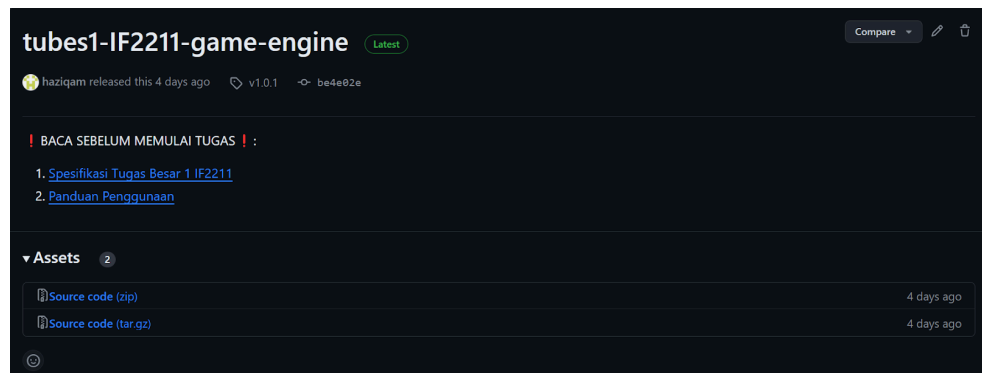 tubes1-IF2211-game-engine Latest
Compare
haziqam released this 4 days ago v1.0.1 be4e02e
❗ BACA SEBELUM MEMULAI TUGAS ❗ :
1. Spesifikasi Tugas Besar 1 IF2211
2. Panduan Penggunaan
Assets 2
Source code (zip) 4 days ago
Source code (tar.gz) 4 days ago